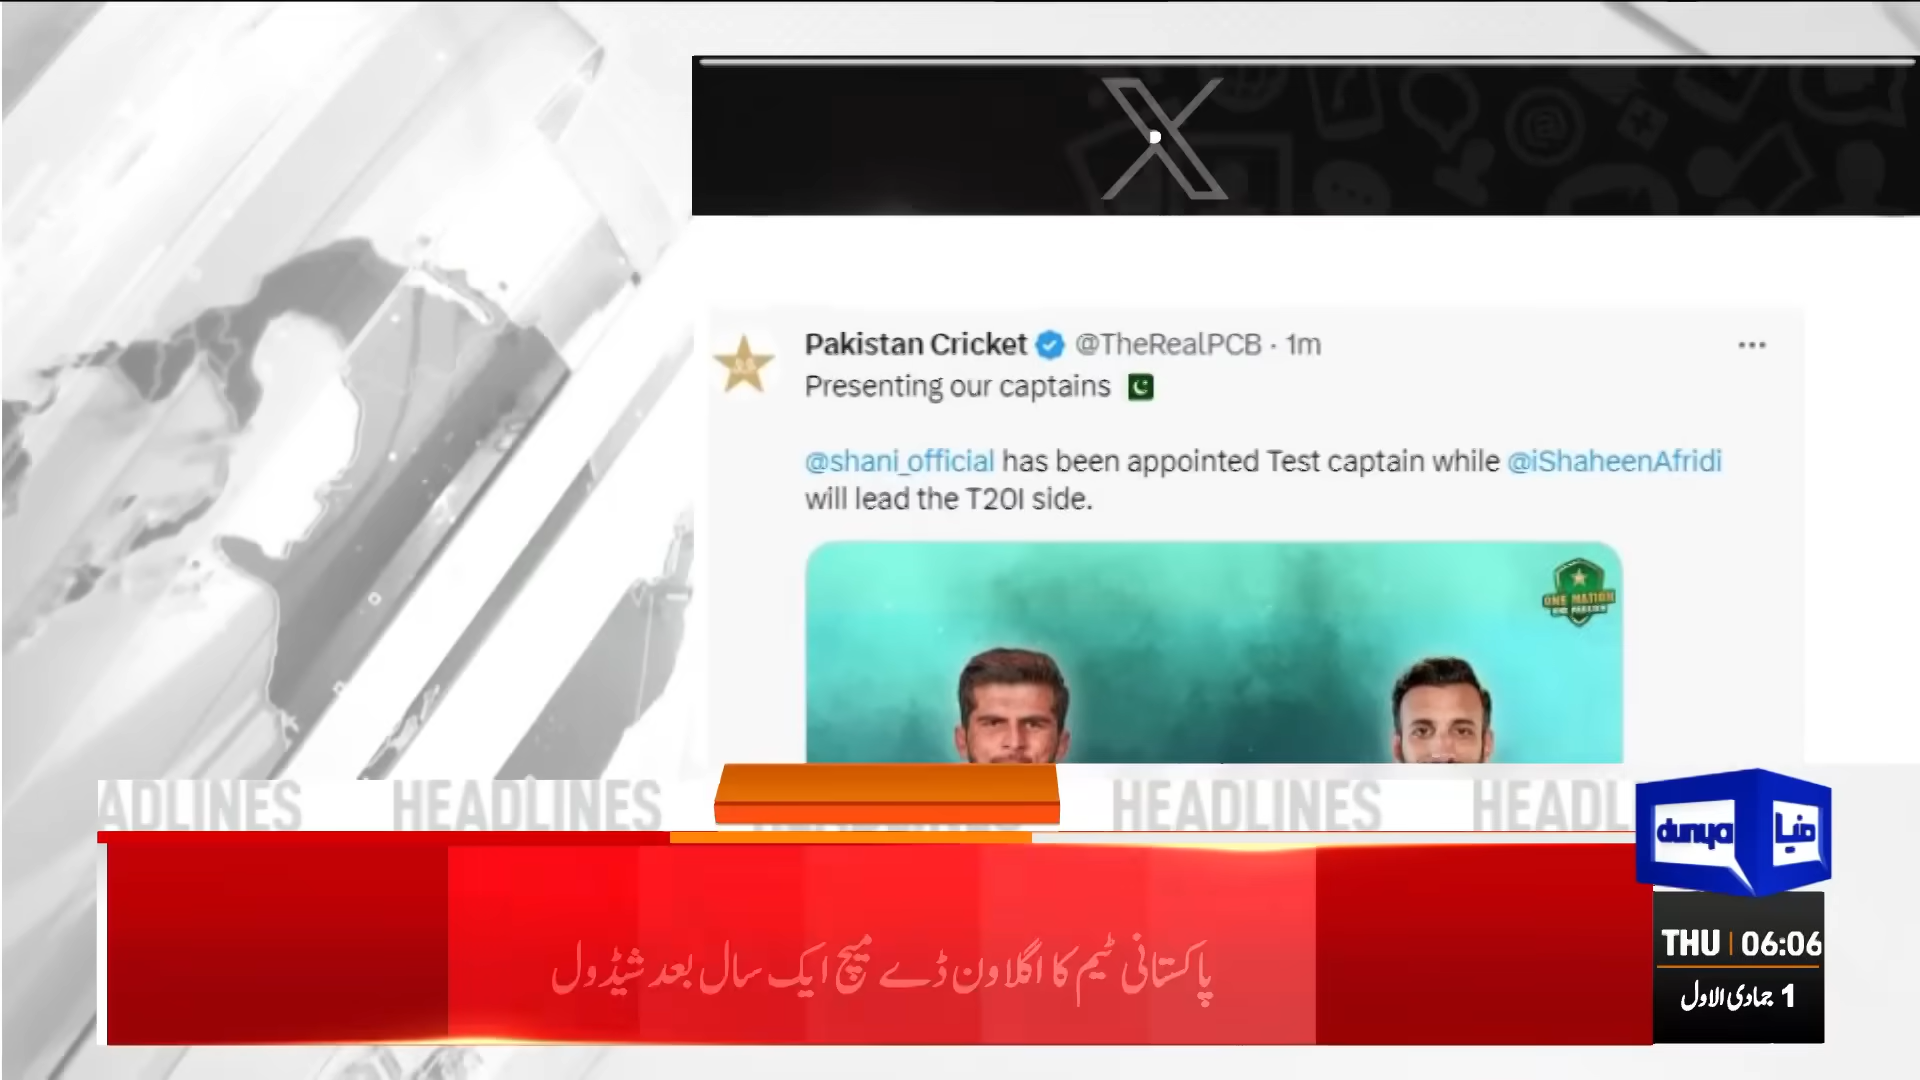 X
Pakistan Cricket @TheRealPCB · 1m
Presenting our captains
@shani_official has been appointed Test captain while @iShaheenAfridi
will lead the T20I side.
ONE NATION
ADLINES HEADLINES HEADLINES HEADL
dunya دنیا
پاکستانی ٹیم کا اگلا ون ڈے میچ ایک سال بعد شیڈول
THU | 06:06
1 جمادی الاول